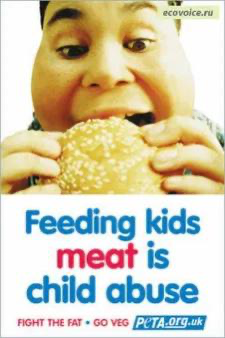 ecovoice.ru
Feeding kids
meat is
child abuse
FIGHT THE FAT • GO VEG PETA.org.uk